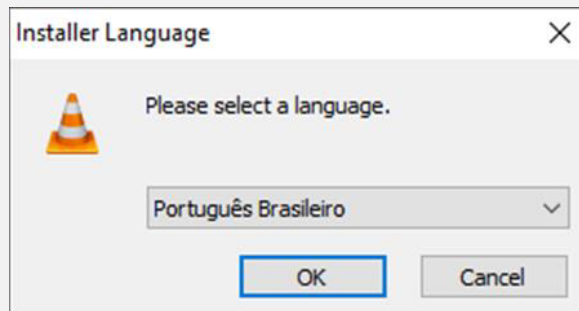 Installer Language
Please select a language.
Português Brasileiro
OK
Cancel